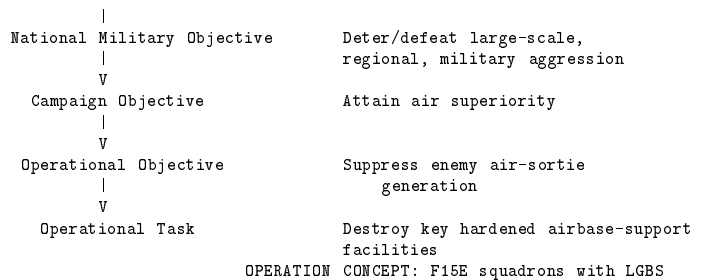 |
National Military Objective Deter/defeat large-scale,
| regional, military aggression
V
Campaign Objective Attain air superiority
|
V
Operational Objective Suppress enemy air-sortie
| generation
V
Operational Task Destroy key hardened airbase-support
facilities
OPERATION CONCEPT: F15E squadrons with LGBS